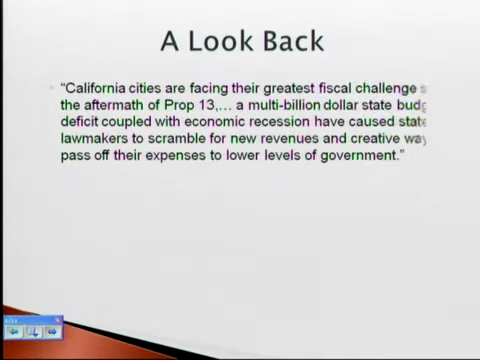 A Look Back
“California cities are facing their greatest fiscal challenge
the aftermath of Prop 13,… a multi-billion dollar state
deficit coupled with economic recession have caused
lawmakers to scramble for new revenues and creative
pass off their expenses to lower levels of government.”